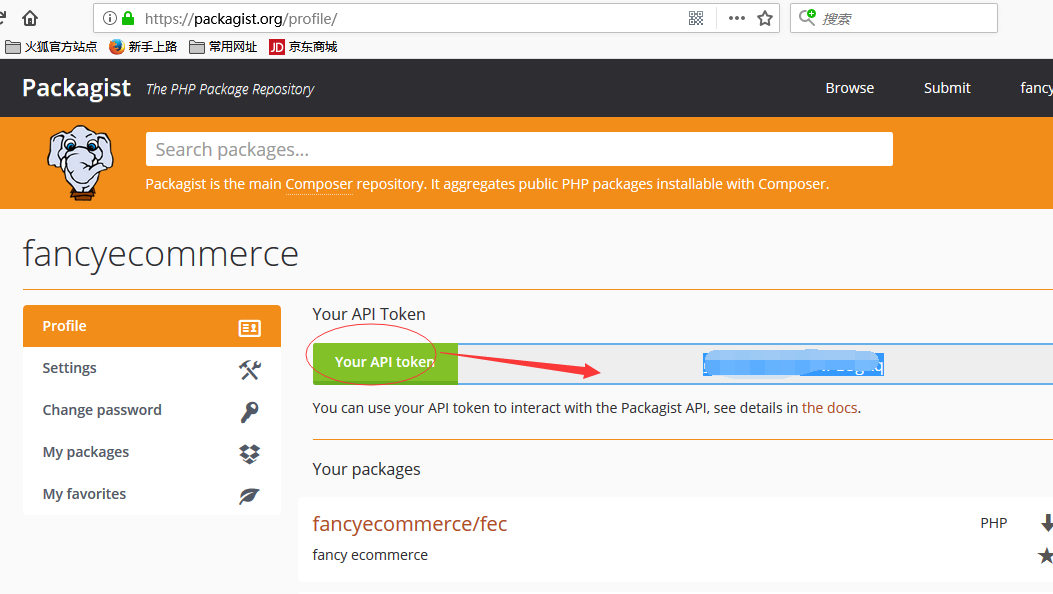 https://packagist.org/profile/
搜索
火狐官方站点 新手上路 常用网址 JD 京东商城
Packagist The PHP Package Repository Browse Submit
Search packages...
Packagist is the main Composer repository. It aggregates public PHP packages installable with Composer.
fancyecommerce
Profile
Settings
Change password
My packages
My favorites
Your API Token
Your API token
You can use your API token to interact with the Packagist API, see details in the docs.
Your packages
fancyecommerce/fec PHP
fancy ecommerce